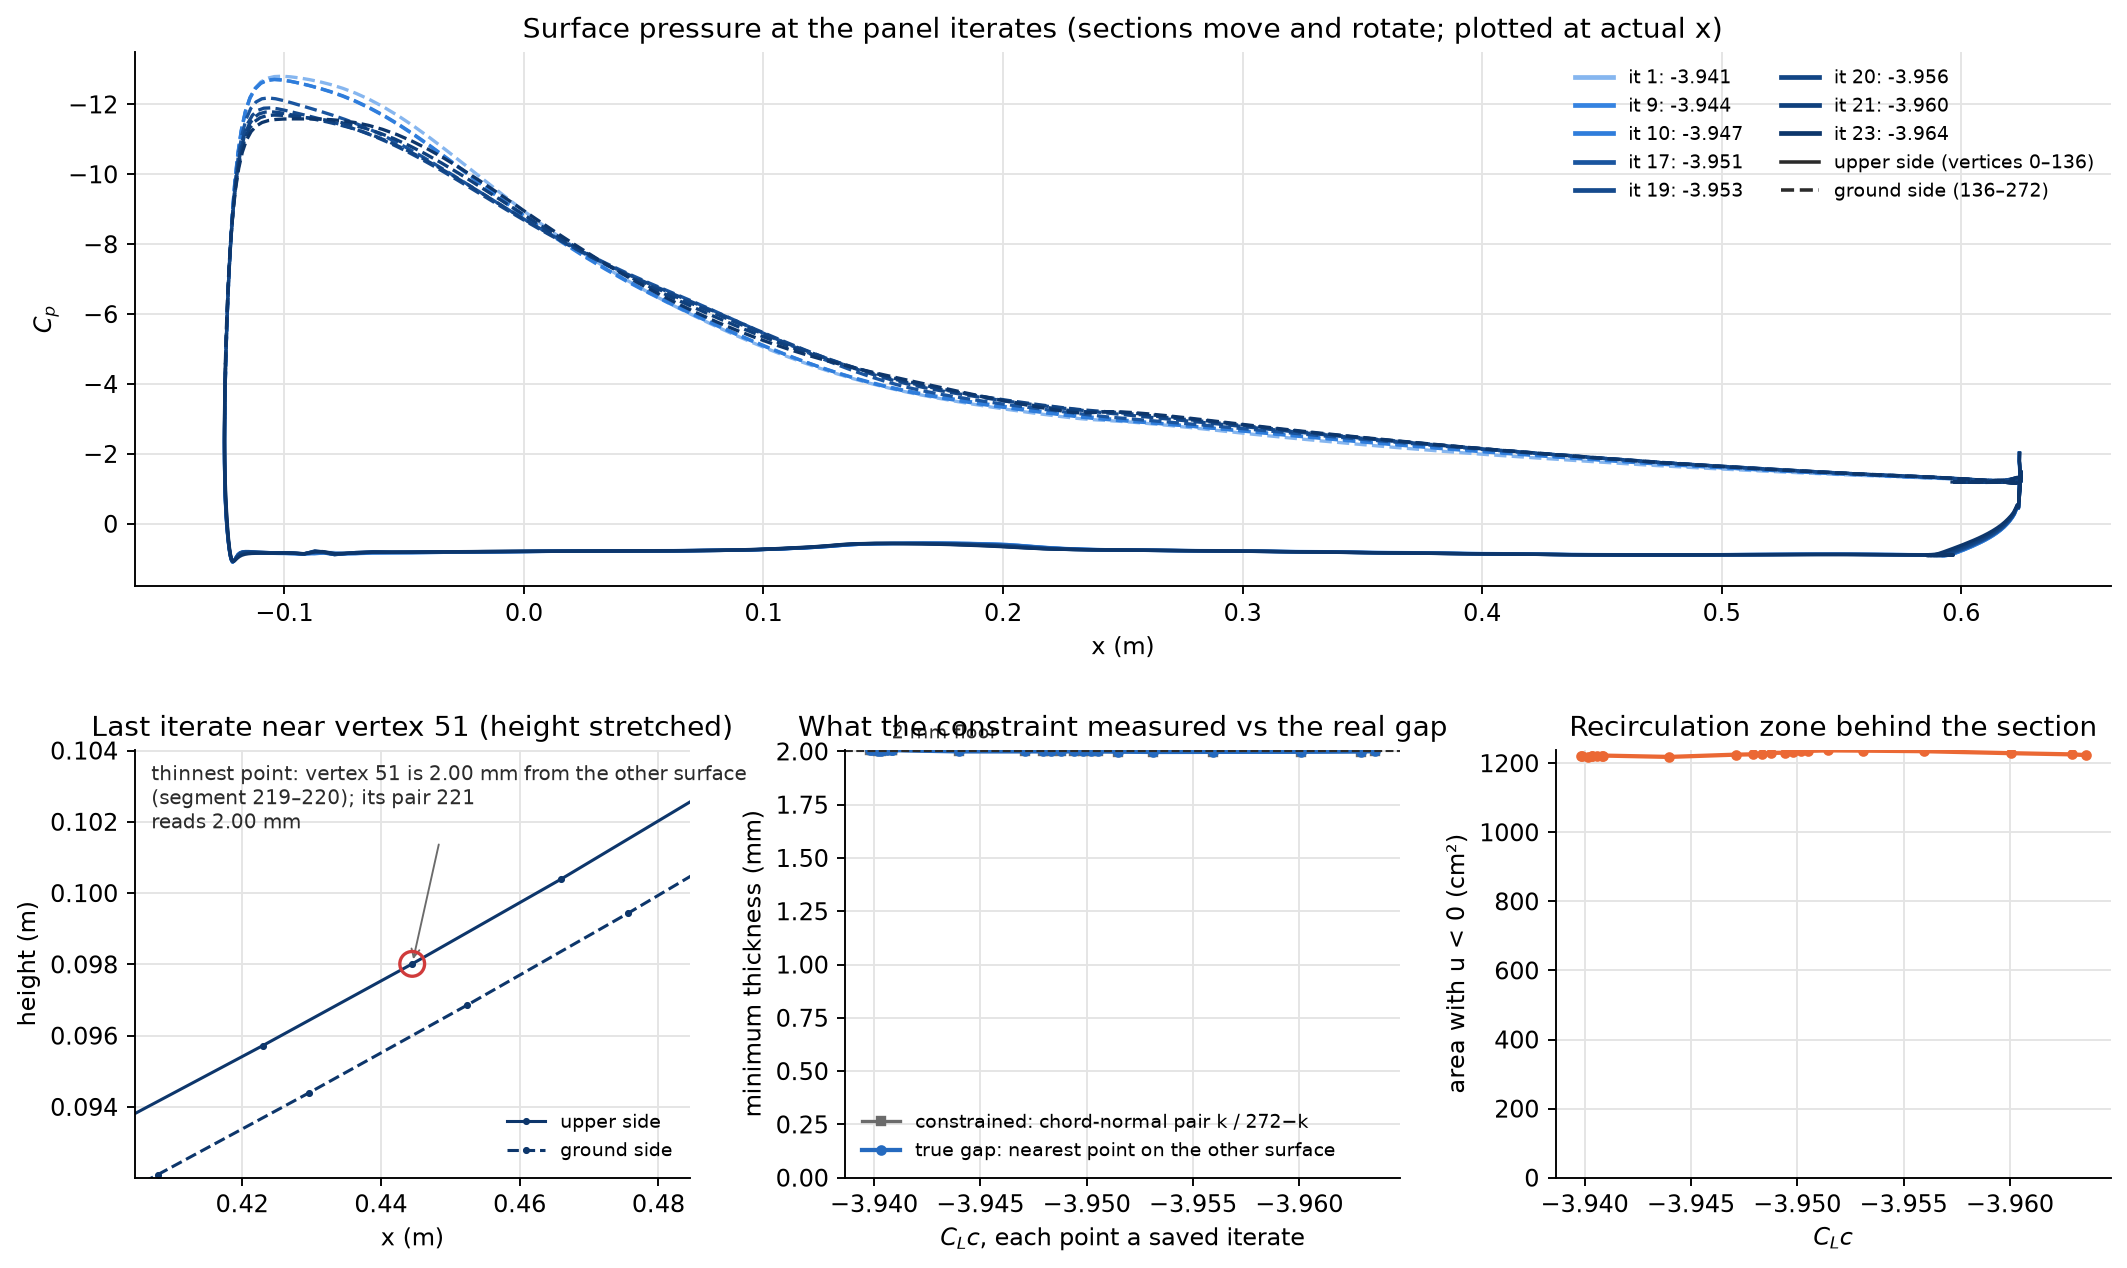 Surface pressure at the panel iterates (sections move and rotate; plotted at actual x)
it 1: -3.941
it 9: -3.944
it 10: -3.947
it 17: -3.951
it 19: -3.953
it 20: -3.956
it 21: -3.960
it 23: -3.964
upper side (vertices 0–136)
ground side (136–272)
−12
−10
−8
−6
−4
−2
0
Cₚ
−0.1 0.0 0.1 0.2 0.3 0.4 0.5 0.6
x (m)
Last iterate near vertex 51 (height stretched)
thinnest point: vertex 51 is 2.00 mm from the other surface
(segment 219–220); its pair 221
reads 2.00 mm
0.104
0.102
0.100
0.098
0.096
0.094
height (m)
upper side
ground side
0.42 0.44 0.46 0.48
x (m)
What the constraint measured vs the real gap
2 mm floor
2.00
1.75
1.50
1.25
1.00
0.75
0.50
0.25
0.00
minimum thickness (mm)
constrained: chord-normal pair k / 272−k
true gap: nearest point on the other surface
−3.940 −3.945 −3.950 −3.955 −3.960
C_Lc, each point a saved iterate
Recirculation zone behind the section
1200
1000
800
600
400
200
0
area with u < 0 (cm²)
−3.940 −3.945 −3.950 −3.955 −3.960
C_Lc